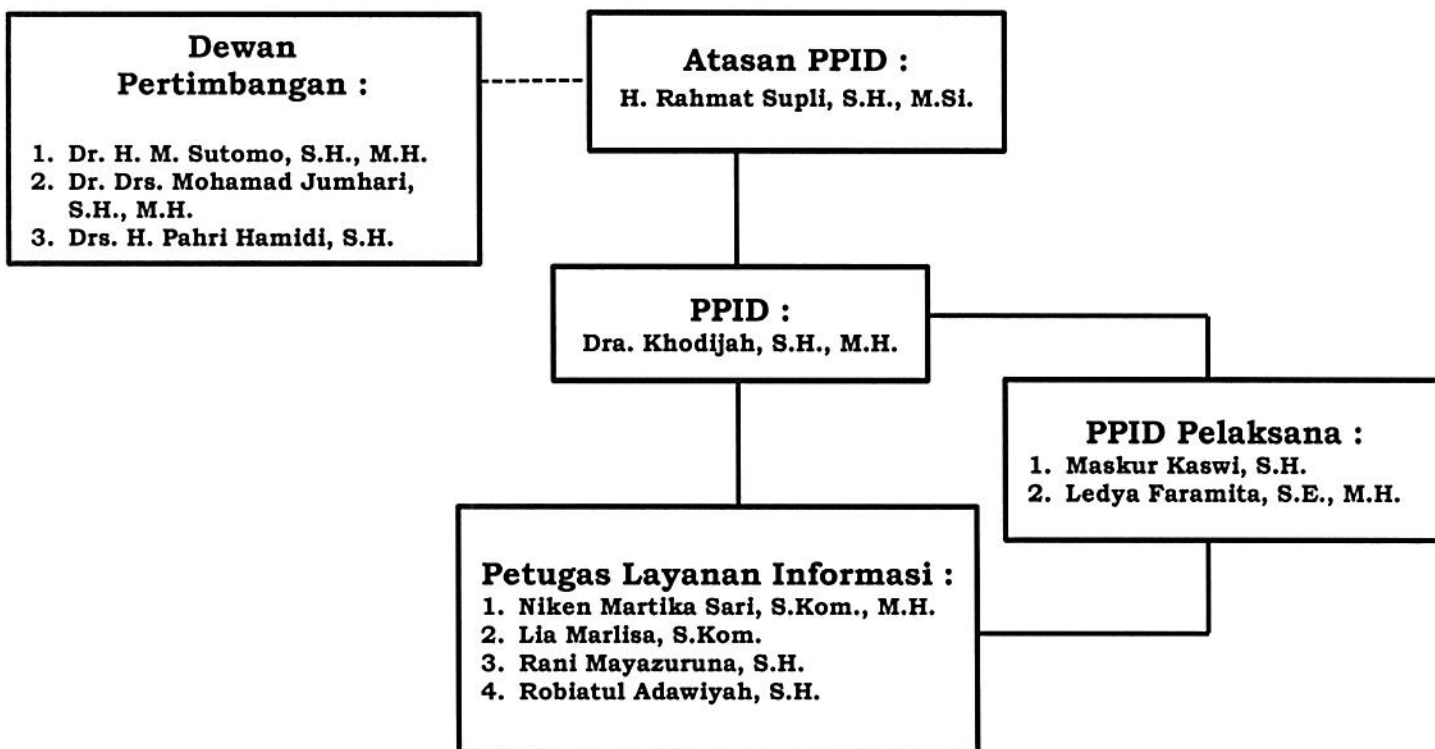 Dewan
Pertimbangan :
1. Dr. H. M. Sutomo, S.H., M.H.
2. Dr. Drs. Mohamad Jumhari,
S.H., M.H.
3. Drs. H. Pahri Hamidi, S.H.
Atasan PPID :
H. Rahmat Supli, S.H., M.Si.
PPID :
Dra. Khodijah, S.H., M.H.
PPID Pelaksana :
1. Maskur Kaswi, S.H.
2. Ledya Faramita, S.E., M.H.
Petugas Layanan Informasi :
1. Niken Martika Sari, S.Kom., M.H.
2. Lia Marlisa, S.Kom.
3. Rani Mayazuruna, S.H.
4. Robiatul Adawiyah, S.H.